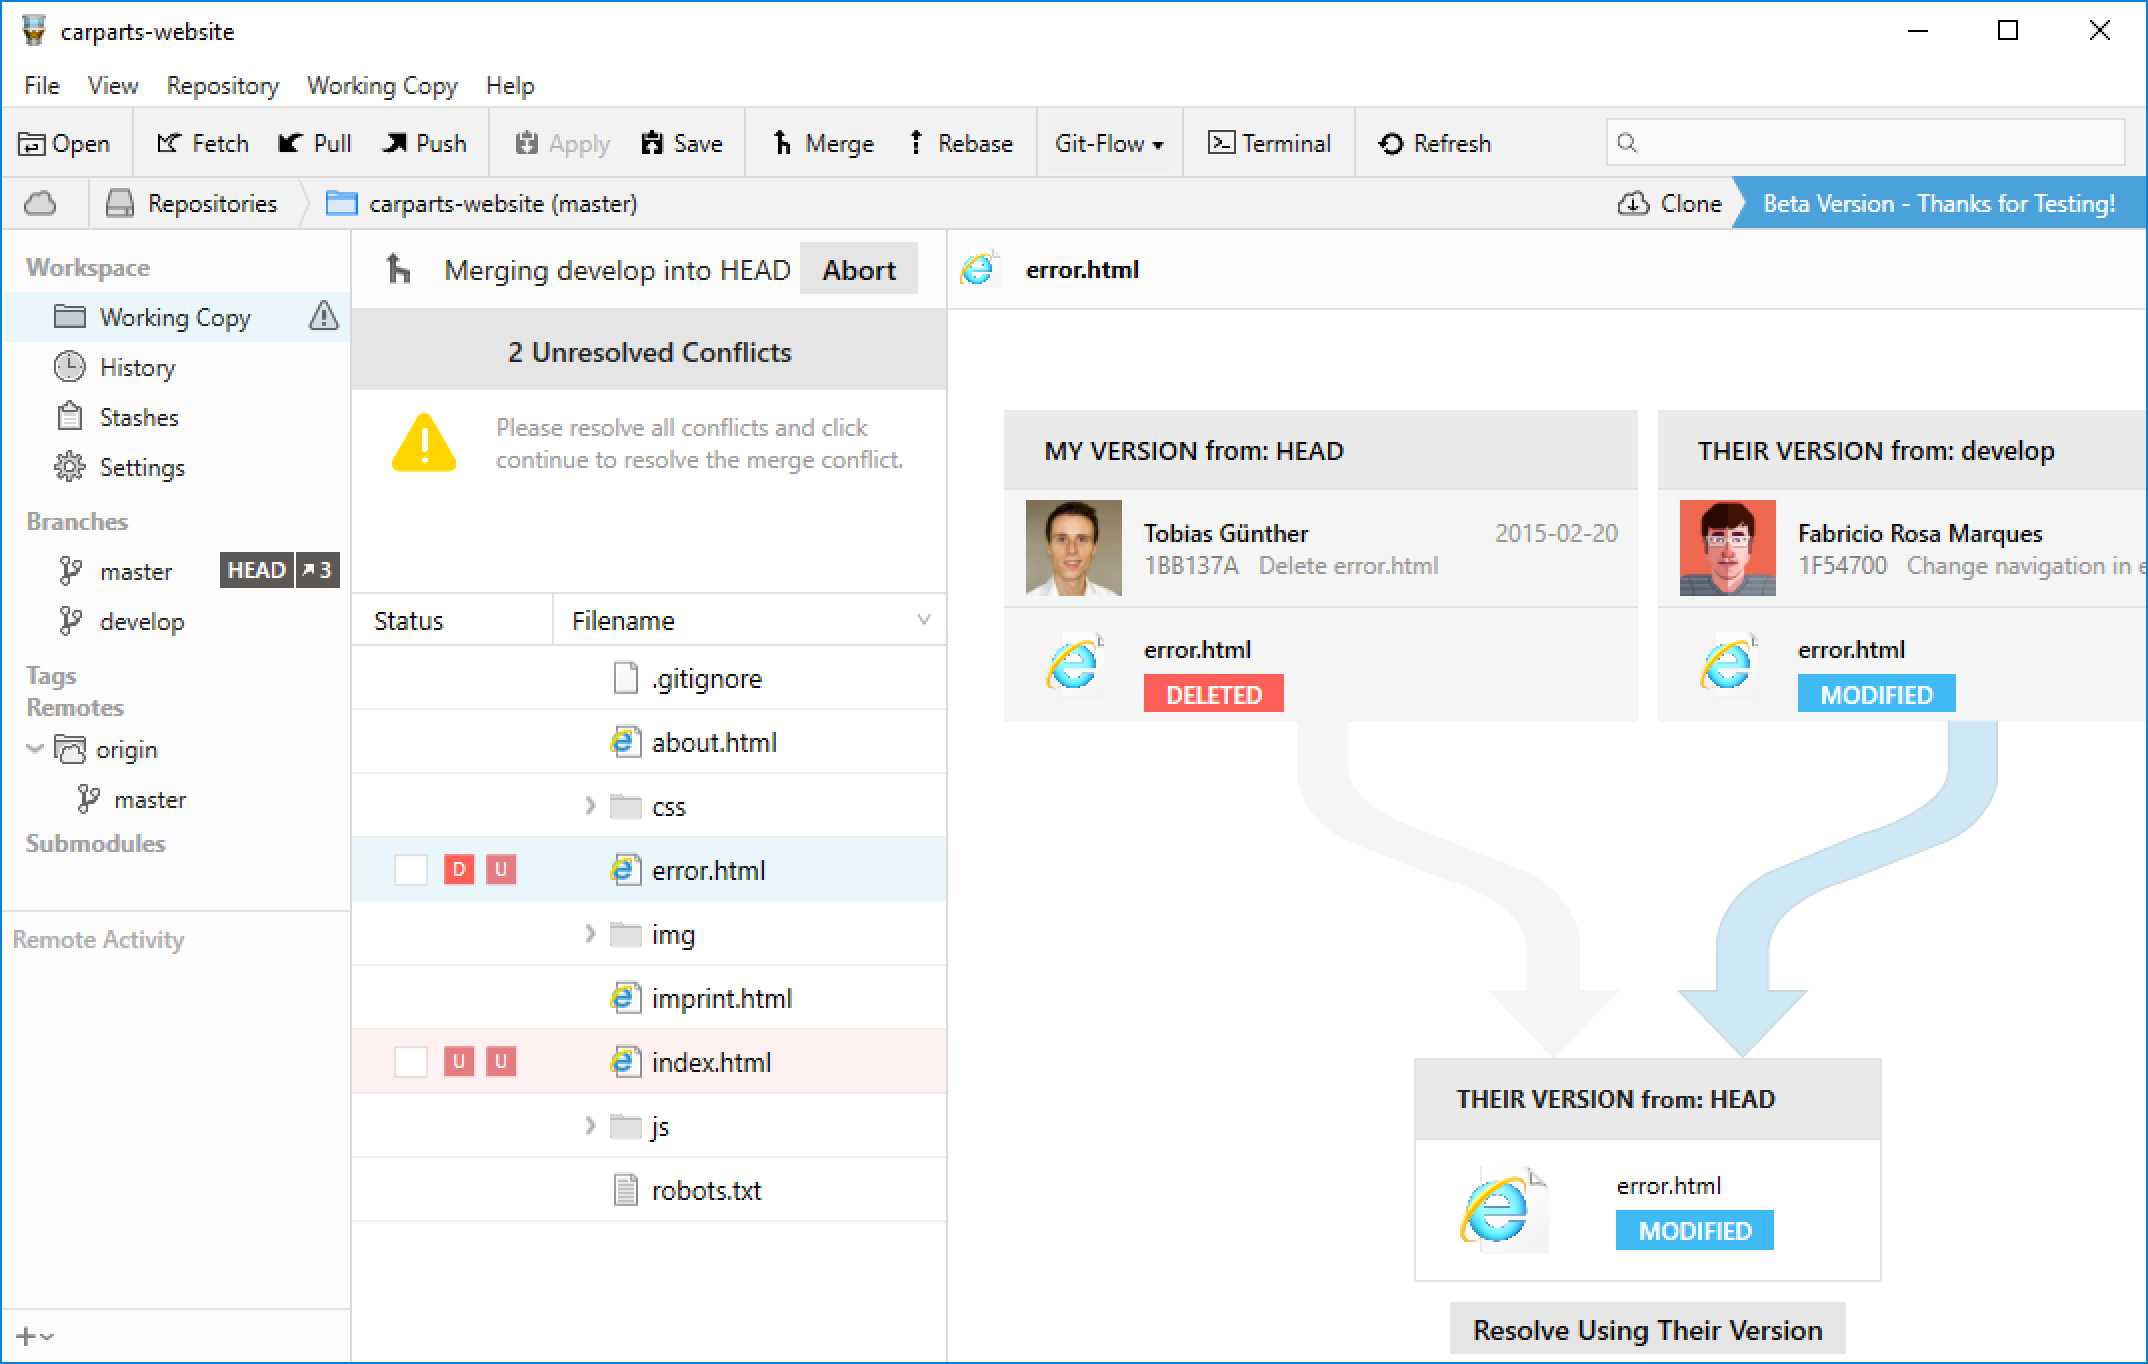 carparts-website
File View Repository Working Copy Help
Open Fetch Pull Push Apply Save Merge Rebase Git-Flow Terminal Refresh
Repositories carparts-website (master) Clone Beta Version - Thanks for Testing!
Workspace
Working Copy
History
Stashes
Settings
Branches
master HEAD 3
develop
Tags
Remotes
origin
master
Submodules
Remote Activity
Merging develop into HEAD Abort
2 Unresolved Conflicts
Please resolve all conflicts and click
continue to resolve the merge conflict.
Status Filename
.gitignore
about.html
css
D U error.html
img
imprint.html
U U index.html
js
robots.txt
error.html
MY VERSION from: HEAD
Tobias Günther 2015-02-20
1BB137A Delete error.html
error.html
DELETED
THEIR VERSION from: develop
Fabricio Rosa Marques
1F54700 Change navigation in e
error.html
MODIFIED
THEIR VERSION from: HEAD
error.html
MODIFIED
Resolve Using Their Version